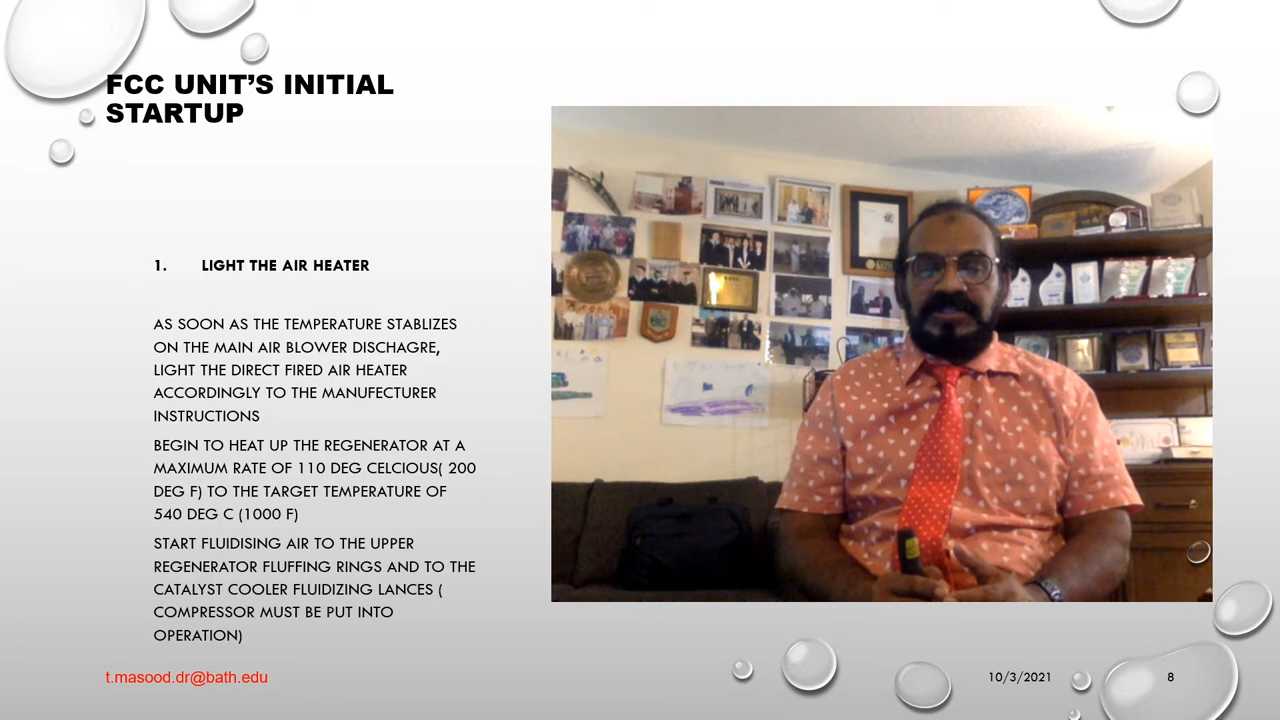 FCC UNIT’S INITIAL
STARTUP
1. LIGHT THE AIR HEATER
AS SOON AS THE TEMPERATURE STABLIZES
ON THE MAIN AIR BLOWER DISCHAGRE,
LIGHT THE DIRECT FIRED AIR HEATER
ACCORDINGLY TO THE MANUFECTURER
INSTRUCTIONS
BEGIN TO HEAT UP THE REGENERATOR AT A
MAXIMUM RATE OF 110 DEG CELCIOUS( 200
DEG F) TO THE TARGET TEMPERATURE OF
540 DEG C (1000 F)
START FLUIDISING AIR TO THE UPPER
REGENERATOR FLUFFING RINGS AND TO THE
CATALYST COOLER FLUIDIZING LANCES (
COMPRESSOR MUST BE PUT INTO
OPERATION)
t.masood.dr@bath.edu
10/3/2021
8